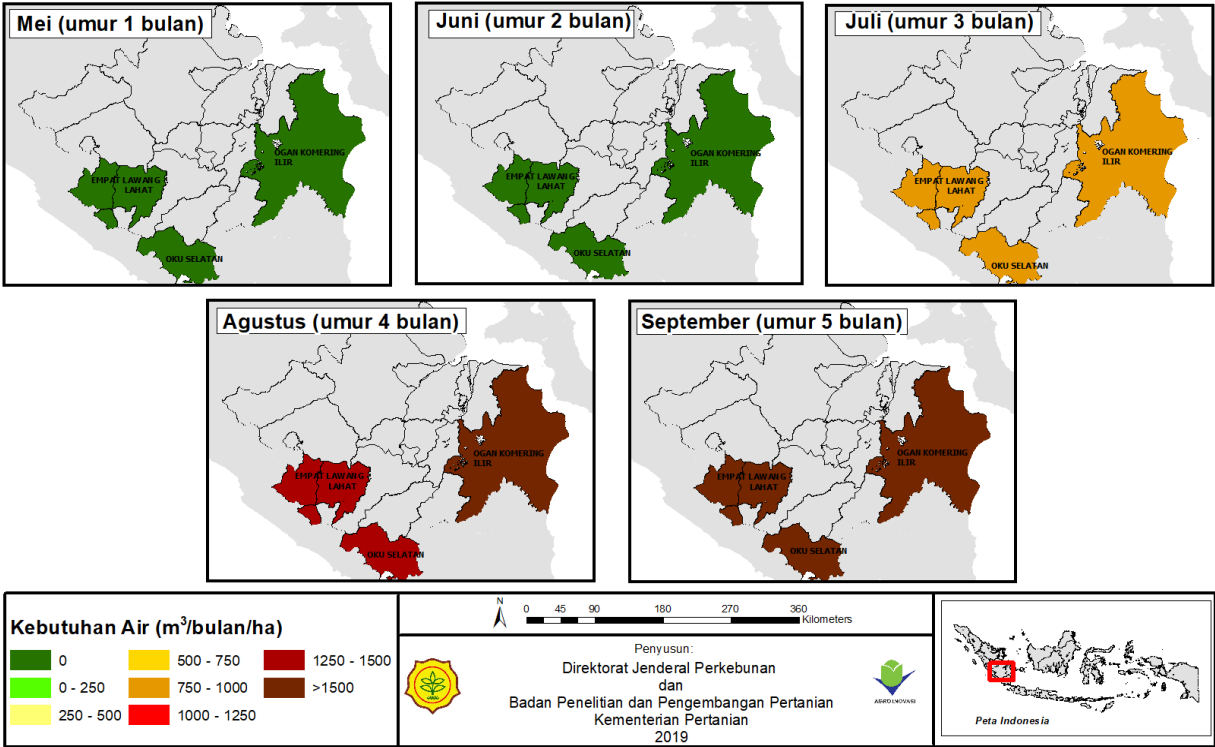 Mei (umur 1 bulan)
OGAN KOMERING
ILIR
EMPAT LAWANG
LAHAT
OKU SELATAN
Juni (umur 2 bulan)
OGAN KOMERING
ILIR
EMPAT LAWANG
LAHAT
OKU SELATAN
Juli (umur 3 bulan)
OGAN KOMERING
ILIR
EMPAT LAWANG
LAHAT
OKU SELATAN
Agustus (umur 4 bulan)
OGAN KOMERING
ILIR
EMPAT LAWANG
LAHAT
OKU SELATAN
September (umur 5 bulan)
OGAN KOMERING
ILIR
EMPAT LAWANG
LAHAT
OKU SELATAN
Kebutuhan Air (m³/bulan/ha)
0
0 - 250
250 - 500
500 - 750
750 - 1000
1000 - 1250
1250 - 1500
>1500
N
0 45 90 180 270 360
Kilometers
Penyusun:
Direktorat Jenderal Perkebunan
dan
Badan Penelitian dan Pengembangan Pertanian
Kementerian Pertanian
2019
AGRO INOVASI
Peta Indonesia